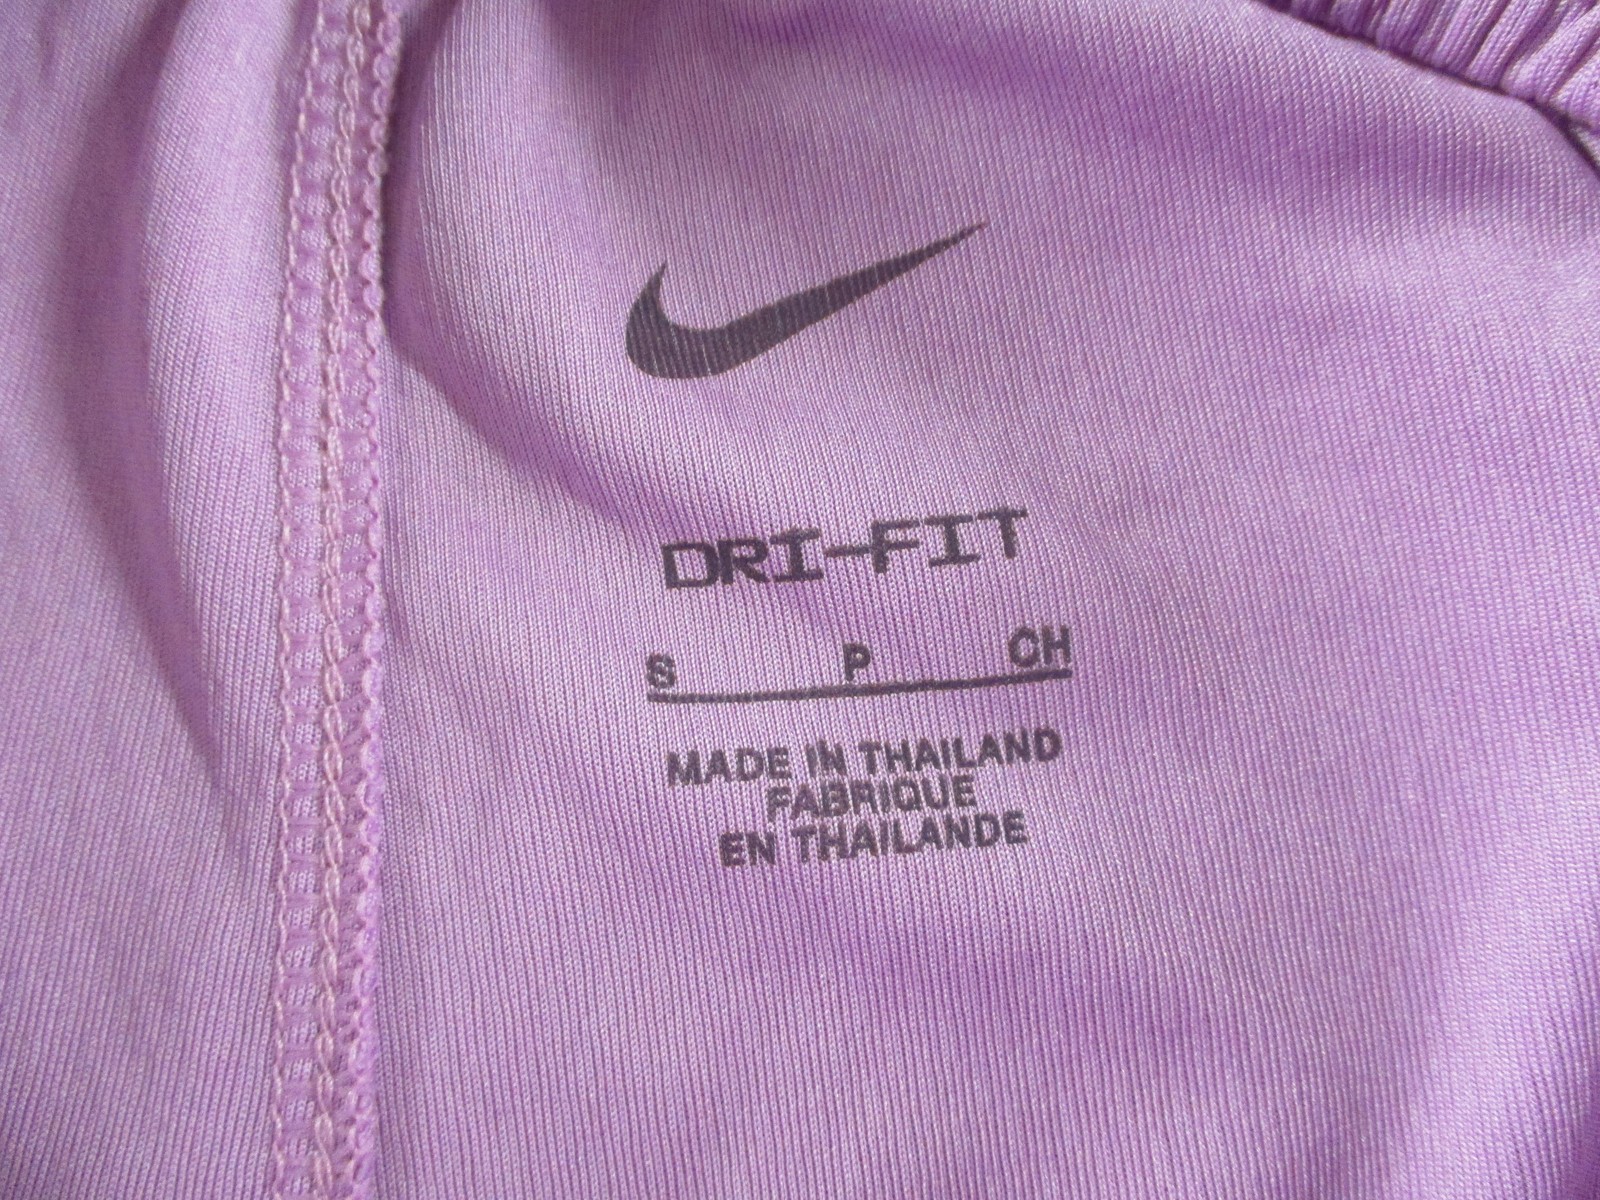 DRI-FIT
S P CH
MADE IN THAILAND
FABRIQUE
EN THAILANDE